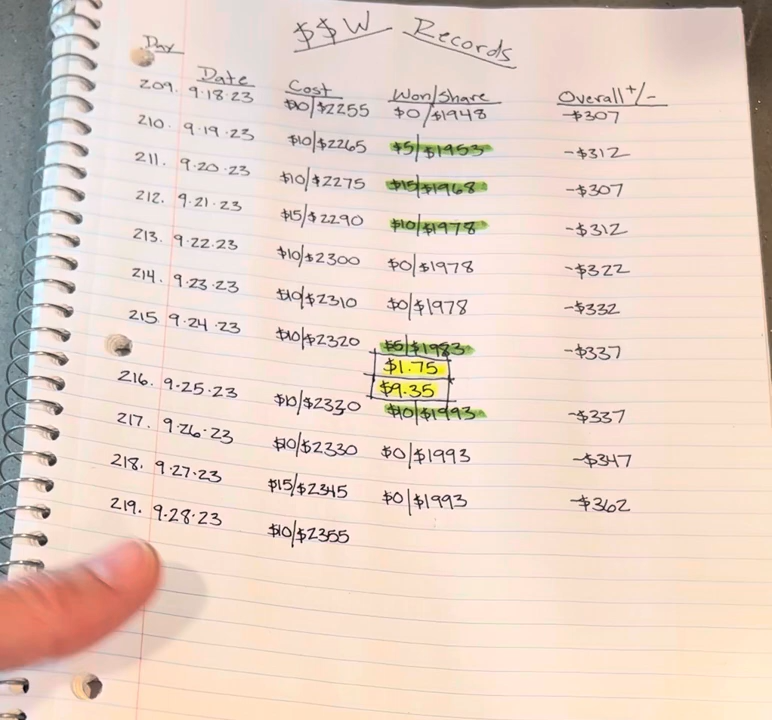 $$W Records
Day Date Cost Won/Share Overall +/-
209. 9.18.23 $10/$2255 $0/$1948 -$307
210. 9.19.23 $10/$2265 $5/$1953 -$312
211. 9.20.23 $10/$2275 $15/$1968 -$307
212. 9.21.23 $15/$2290 $10/$1978 -$312
213. 9.22.23 $10/$2300 $0/$1978 -$322
214. 9.23.23 $10/$2310 $0/$1978 -$332
215. 9.24.23 $10/$2320 $5/$1983 -$337
$1.75
$9.35
216. 9.25.23 $10/$2330 $10/$1993 -$337
217. 9.26.23 $10/$2330 $0/$1993 -$347
218. 9.27.23 $15/$2345 $0/$1993 -$362
219. 9.28.23 $10/$2355